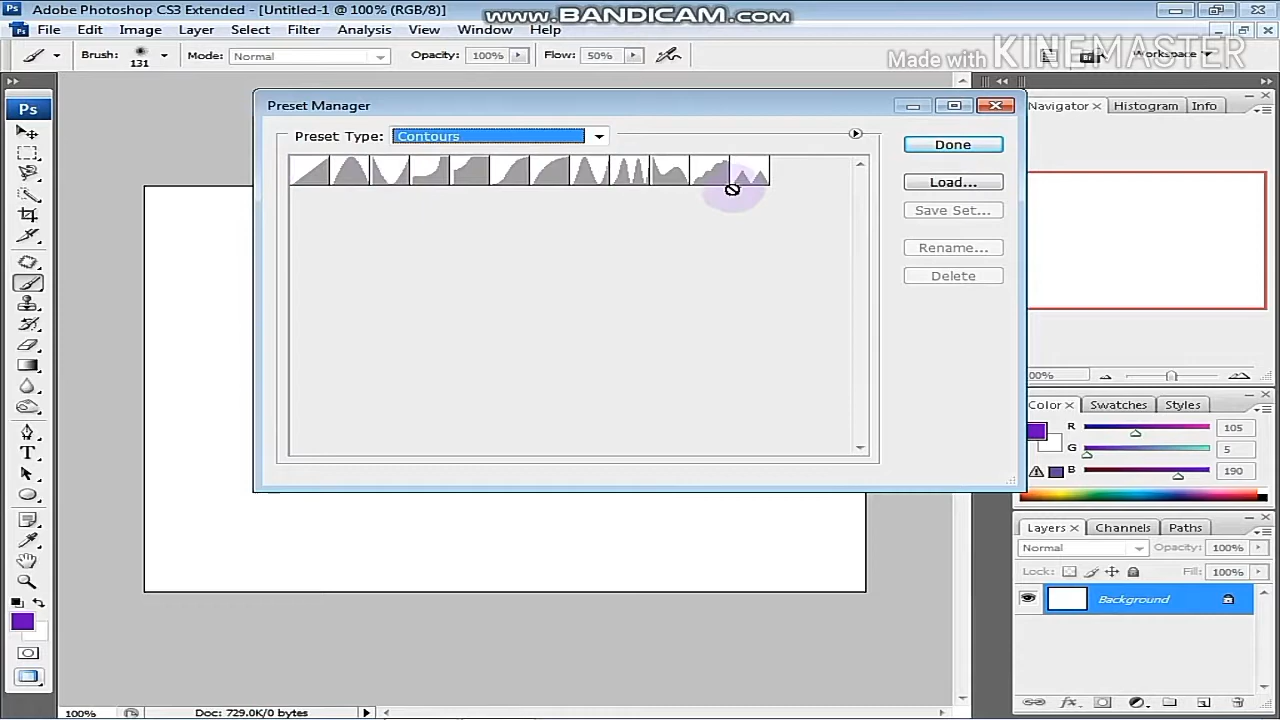 Adobe Photoshop CS3 Extended - [Untitled-1 @ 100% (RGB/8)]
WWW.BANDICAM.COM
File Edit Image Layer Select Filter Analysis View Window Help
Brush: 131 Mode: Normal Opacity: 100% Flow: 50%
Made with KINEMASTER
Workspace
Ps
Preset Manager
Preset Type: Contours
Done
Load...
Save Set...
Rename...
Delete
Navigator Histogram Info
Color Swatches Styles
R 105
G 5
B 190
Layers Channels Paths
Normal Opacity: 100%
Lock: Fill: 100%
Background
100% Doc: 729.0K/0 bytes